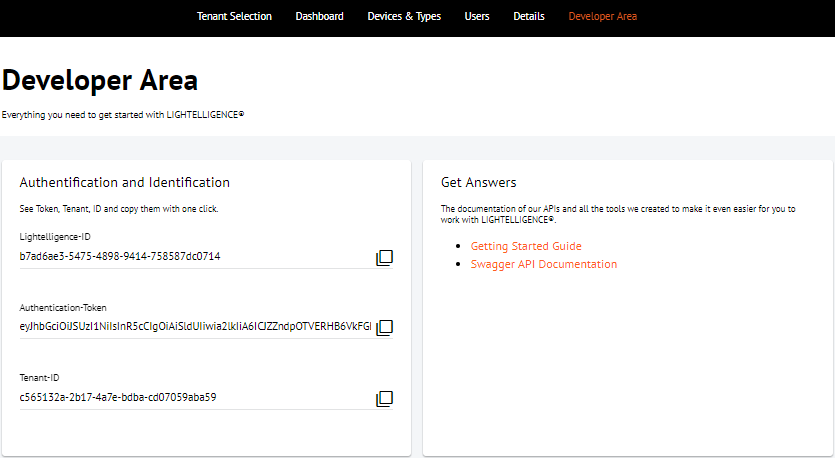 Tenant Selection Dashboard Devices & Types Users Details Developer Area
Developer Area
Everything you need to get started with LIGHTELLIGENCE®
Authentification and Identification
See Token, Tenant, ID and copy them with one click.
Lightelligence-ID
b7ad6ae3-5475-4898-9414-758587dc0714
Authentication-Token
eyJhbGciOiJSUzI1NiIsInR5cCIgOiAiSldUIiwia2lkIiA6ICJZZndpOTVERHB6VkFGI
Tenant-ID
c565132a-2b17-4a7e-bdba-cd07059aba59
Get Answers
The documentation of our APIs and all the tools we created to make it even easier for you to
work with LIGHTELLIGENCE®.
Getting Started Guide
Swagger API Documentation